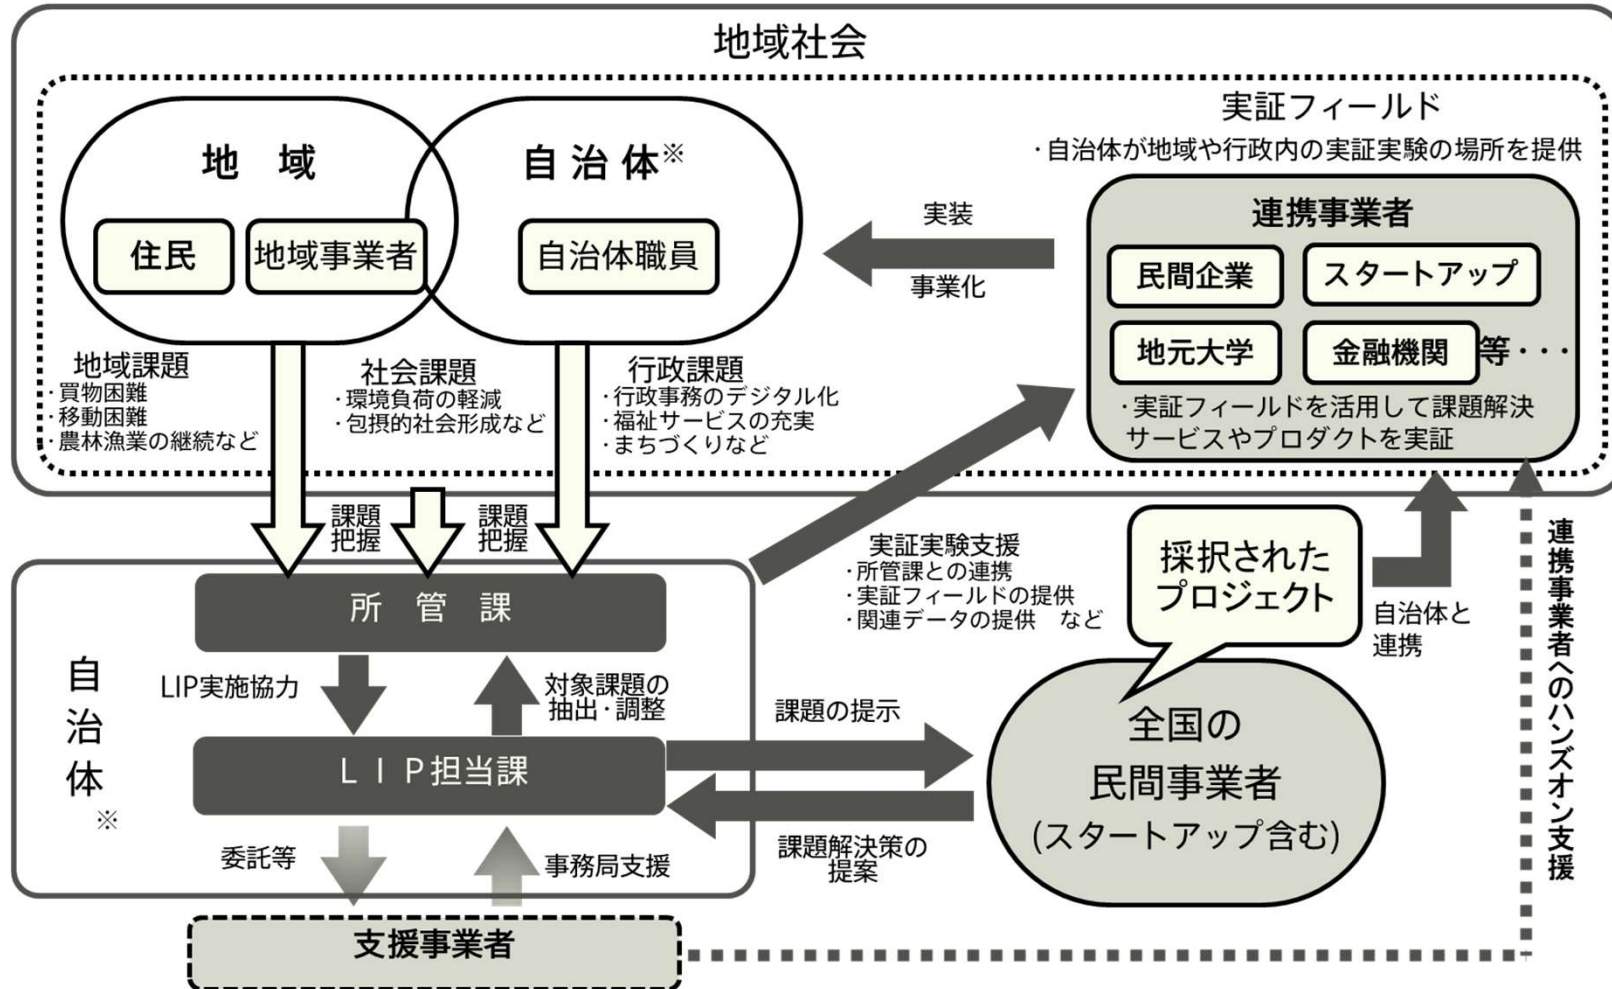 地域社会
実証フィールド
・自治体が地域や行政内の実証実験の場所を提供
地 域
自治体※
住民
地域事業者
自治体職員
実装
事業化
連携事業者
民間企業
スタートアップ
地元大学
金融機関
等・・・
・実証フィールドを活用して課題解決
サービスやプロダクトを実証
地域課題
・買物困難
・移動困難
・農林漁業の継続など
社会課題
・環境負荷の軽減
・包摂的社会形成など
行政課題
・行政事務のデジタル化
・福祉サービスの充実
・まちづくりなど
課題
把握
課題
把握
実証実験支援
・所管課との連携
・実証フィールドの提供
・関連データの提供 など
採択された
プロジェクト
自治体と
連携
連携事業者へのハンズオン支援
自治体
※
所 管 課
LIP実施協力
対象課題の
抽出・調整
LIP担当課
課題の提示
課題解決策の
提案
全国の
民間事業者
(スタートアップ含む)
委託等
事務局支援
支援事業者